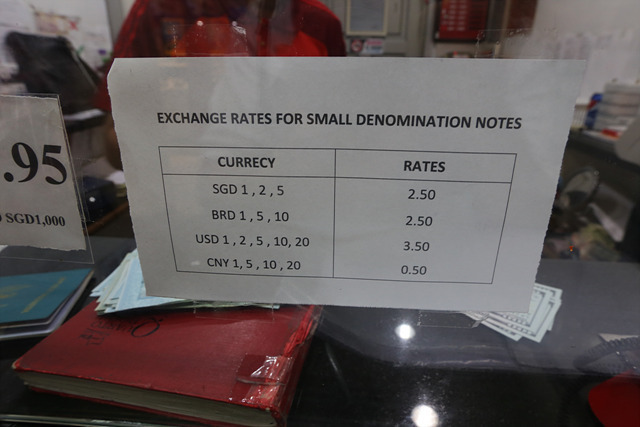 EXCHANGE RATES FOR SMALL DENOMINATION NOTES
CURRECY RATES
SGD 1 , 2 , 5 2.50
BRD 1 , 5 , 10 2.50
USD 1 , 2 , 5 , 10, 20 3.50
CNY 1, 5 , 10 , 20 0.50
.95
SGD1,000